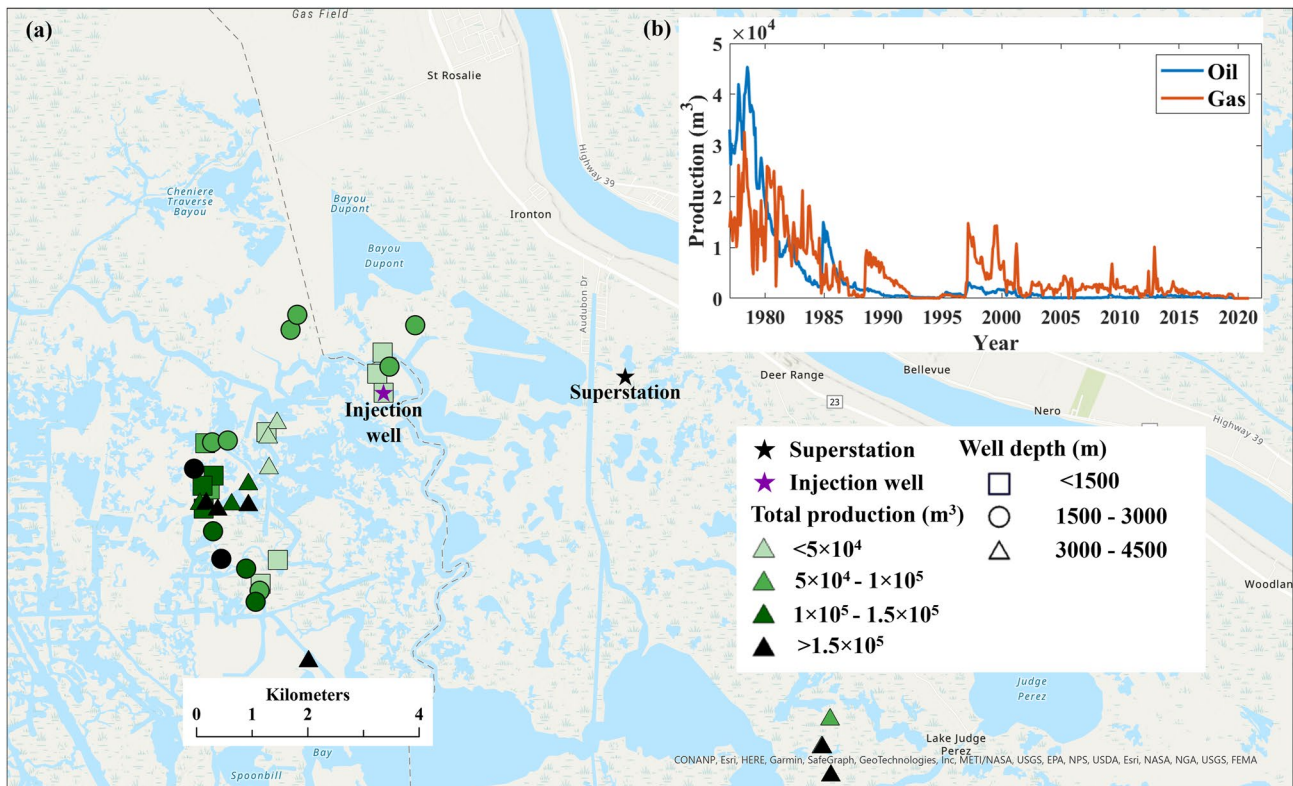 (a)
Gas Field
St Rosalie
Highway 39
Cheniere
Traverse
Bayou
Bayou
Dupont
Ironton
Bayou
Dupont
Audubon Dr
Injection
well
Superstation
Deer Range
23
Bellevue
Nero
Highway 39
Woodlan
(b)
×10⁴
5
4
3
2
1
0
Production (m³)
1980 1985 1990 1995 2000 2005 2010 2015 2020
Year
Oil
Gas
Superstation
Injection well
Total production (m³)
<5×10⁴
5×10⁴ - 1×10⁵
1×10⁵ - 1.5×10⁵
>1.5×10⁵
Well depth (m)
<1500
1500 - 3000
3000 - 4500
Kilometers
0 1 2 4
Bay
Spoonbill
Judge
Perez
Lake Judge
Perez
CONANP, Esri, HERE, Garmin, SafeGraph, GeoTechnologies, Inc, METI/NASA, USGS, EPA, NPS, USDA, Esri, NASA, NGA, USGS, FEMA